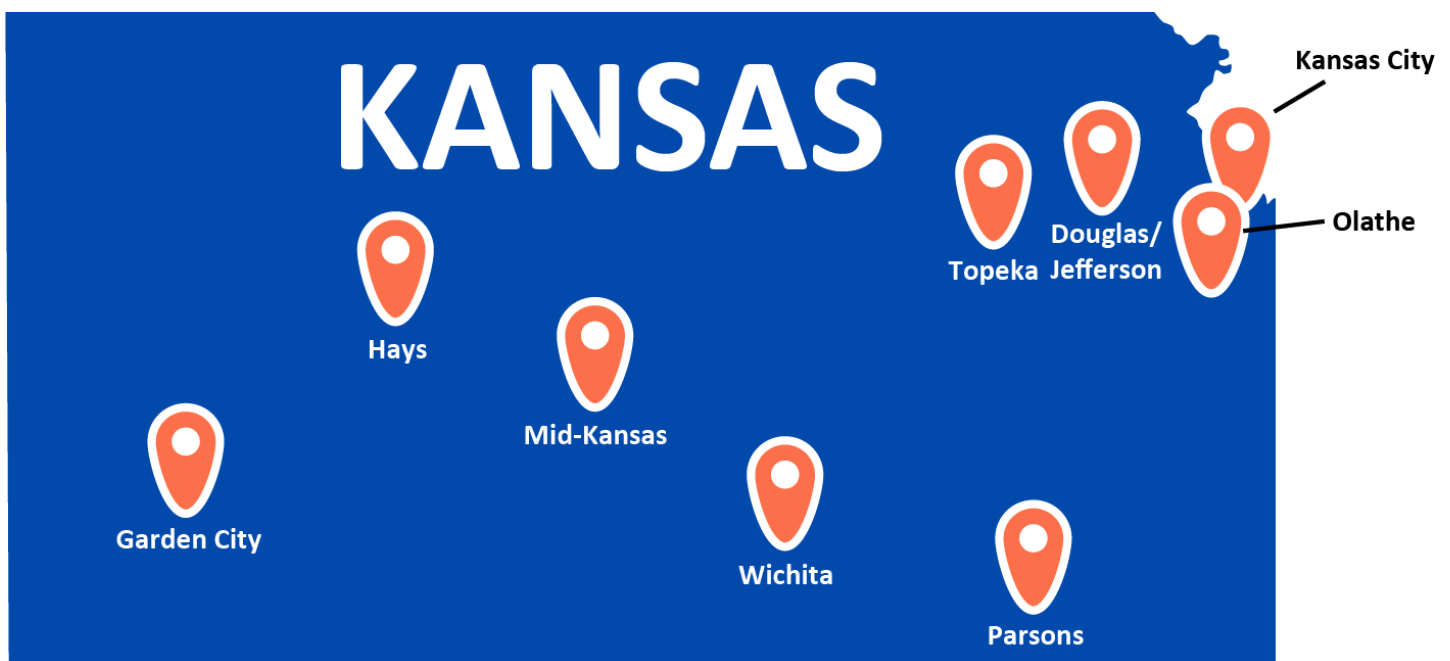 KANSAS
Kansas City
Olathe
Douglas/
Jefferson
Topeka
Hays
Mid-Kansas
Garden City
Wichita
Parsons